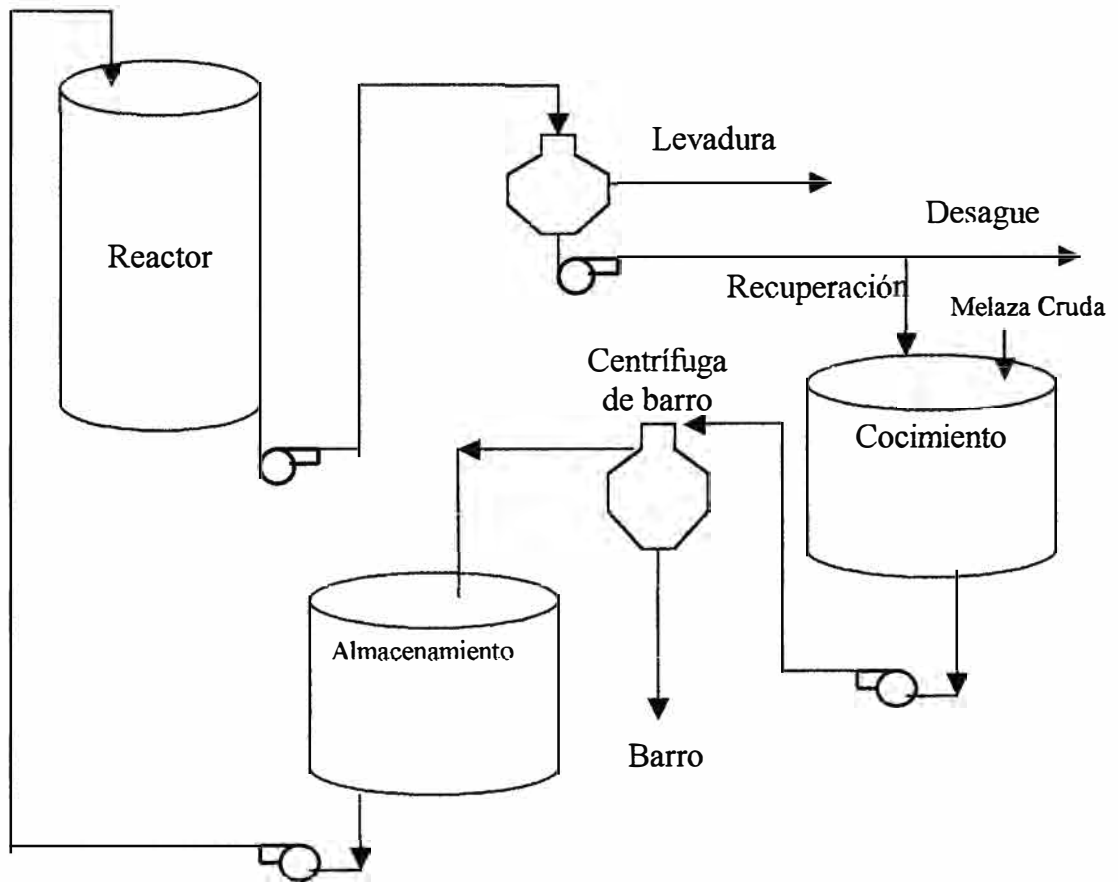 Levadura
Desague
Reactor
Recuperación
Melaza Cruda
Centrífuga
de barro
Cocimiento
Almacenamiento
Barro